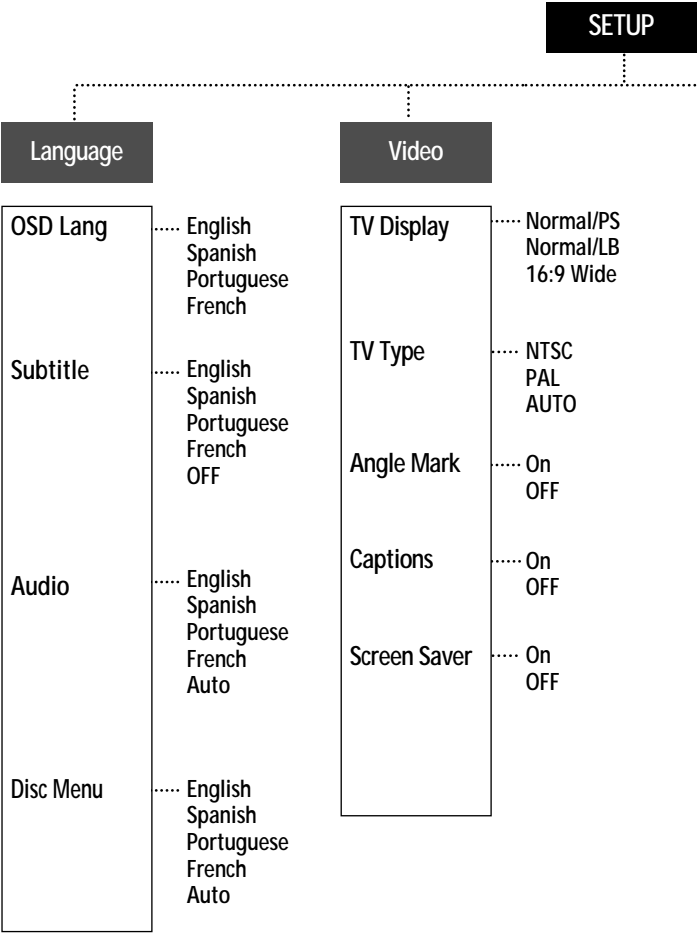 SETUP
Language
Video
OSD Lang
English
Spanish
Portuguese
French
Subtitle
English
Spanish
Portuguese
French
OFF
Audio
English
Spanish
Portuguese
French
Auto
Disc Menu
English
Spanish
Portuguese
French
Auto
TV Display
Normal/PS
Normal/LB
16:9 Wide
TV Type
NTSC
PAL
AUTO
Angle Mark
On
OFF
Captions
On
OFF
Screen Saver
On
OFF